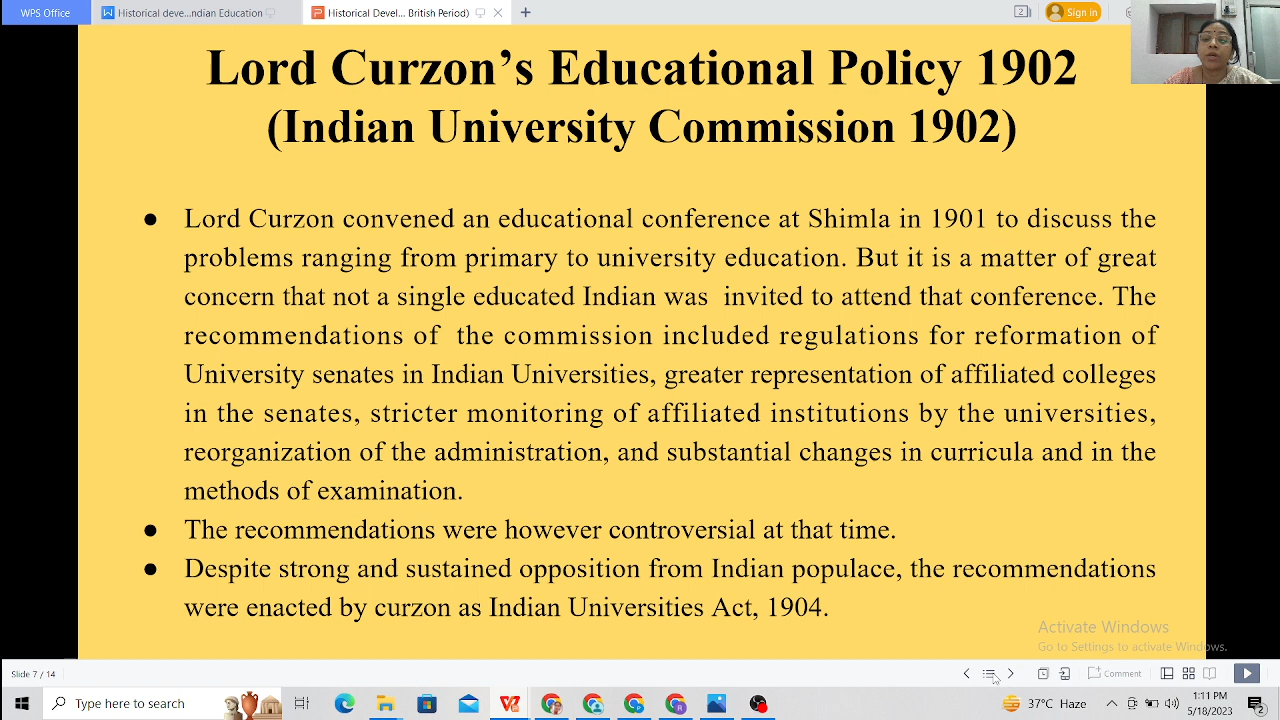 WPS Office
Historical deve...ndian Education
Historical Devel... British Period)
Sign in
Lord Curzon’s Educational Policy 1902
(Indian University Commission 1902)
● Lord Curzon convened an educational conference at Shimla in 1901 to discuss the
problems ranging from primary to university education. But it is a matter of great
concern that not a single educated Indian was invited to attend that conference. The
recommendations of the commission included regulations for reformation of
University senates in Indian Universities, greater representation of affiliated colleges
in the senates, stricter monitoring of affiliated institutions by the universities,
reorganization of the administration, and substantial changes in curricula and in the
methods of examination.
● The recommendations were however controversial at that time.
● Despite strong and sustained opposition from Indian populace, the recommendations
were enacted by curzon as Indian Universities Act, 1904.
Activate Windows
Go to Settings to activate Windows.
Slide 7 / 14
Comment
Type here to search
37°C Haze
1:11 PM
5/18/2023